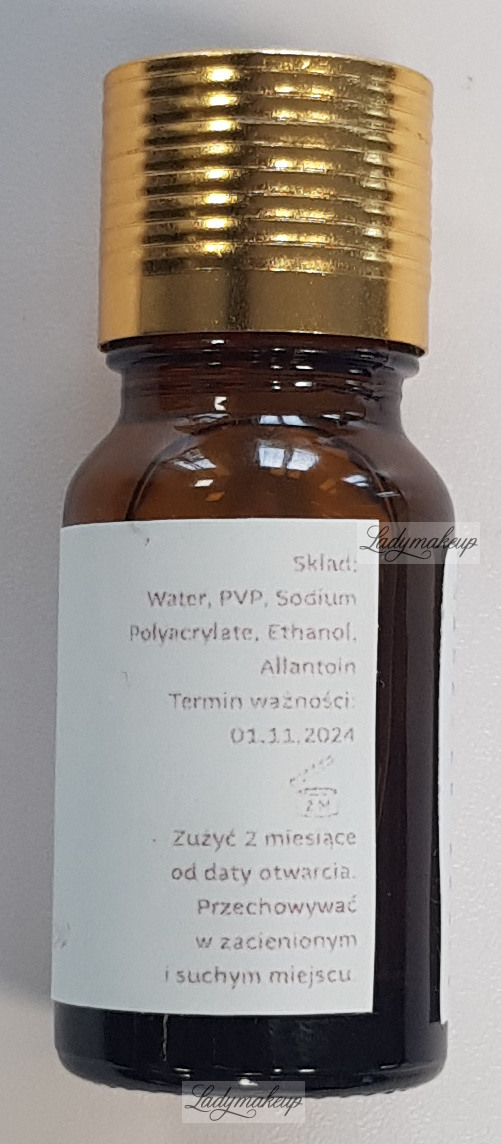 Skład:
Water, PVP, Sodium
Polyacrylate, Ethanol,
Allantoin
Termin ważności:
01.11.2024
2 M
Zużyć 2 miesiące
od daty otwarcia.
Przechowywać
w zacienionym
i suchym miejscu
Ladymakeup
Ladymakeup